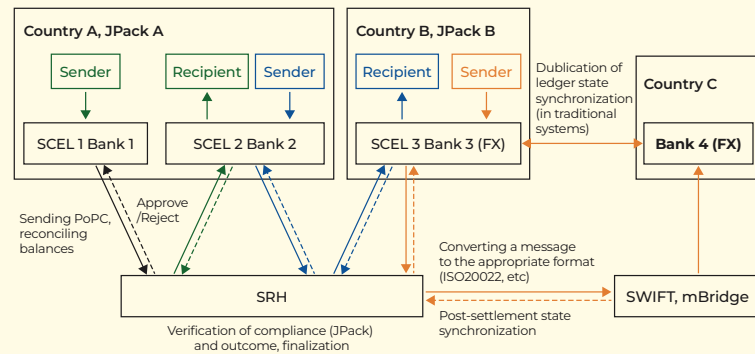 Country A, JPack A
Sender
Recipient
Sender
SCEL 1 Bank 1
SCEL 2 Bank 2
Country B, JPack B
Recipient
Sender
SCEL 3 Bank 3 (FX)
Dublication of
ledger state
synchronization
(in traditional
systems)
Country C
Bank 4 (FX)
Sending PoPC,
reconciling
balances
Approve
/Reject
Converting a message
to the appropriate format
(ISO20022, etc)
SRH
SWIFT, mBridge
Verification of compliance (JPack)
and outcome, finalization
Post-settlement state
synchronization